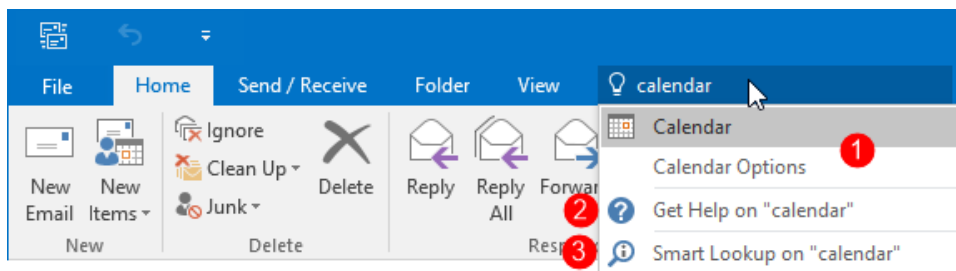 File Home Send / Receive Folder View calendar
Ignore Calendar
Clean Up Calendar Options 1
New Email New Items Junk Delete Reply Reply All Forwar 2 Get Help on "calendar"
New Delete Resp 3 Smart Lookup on "calendar"